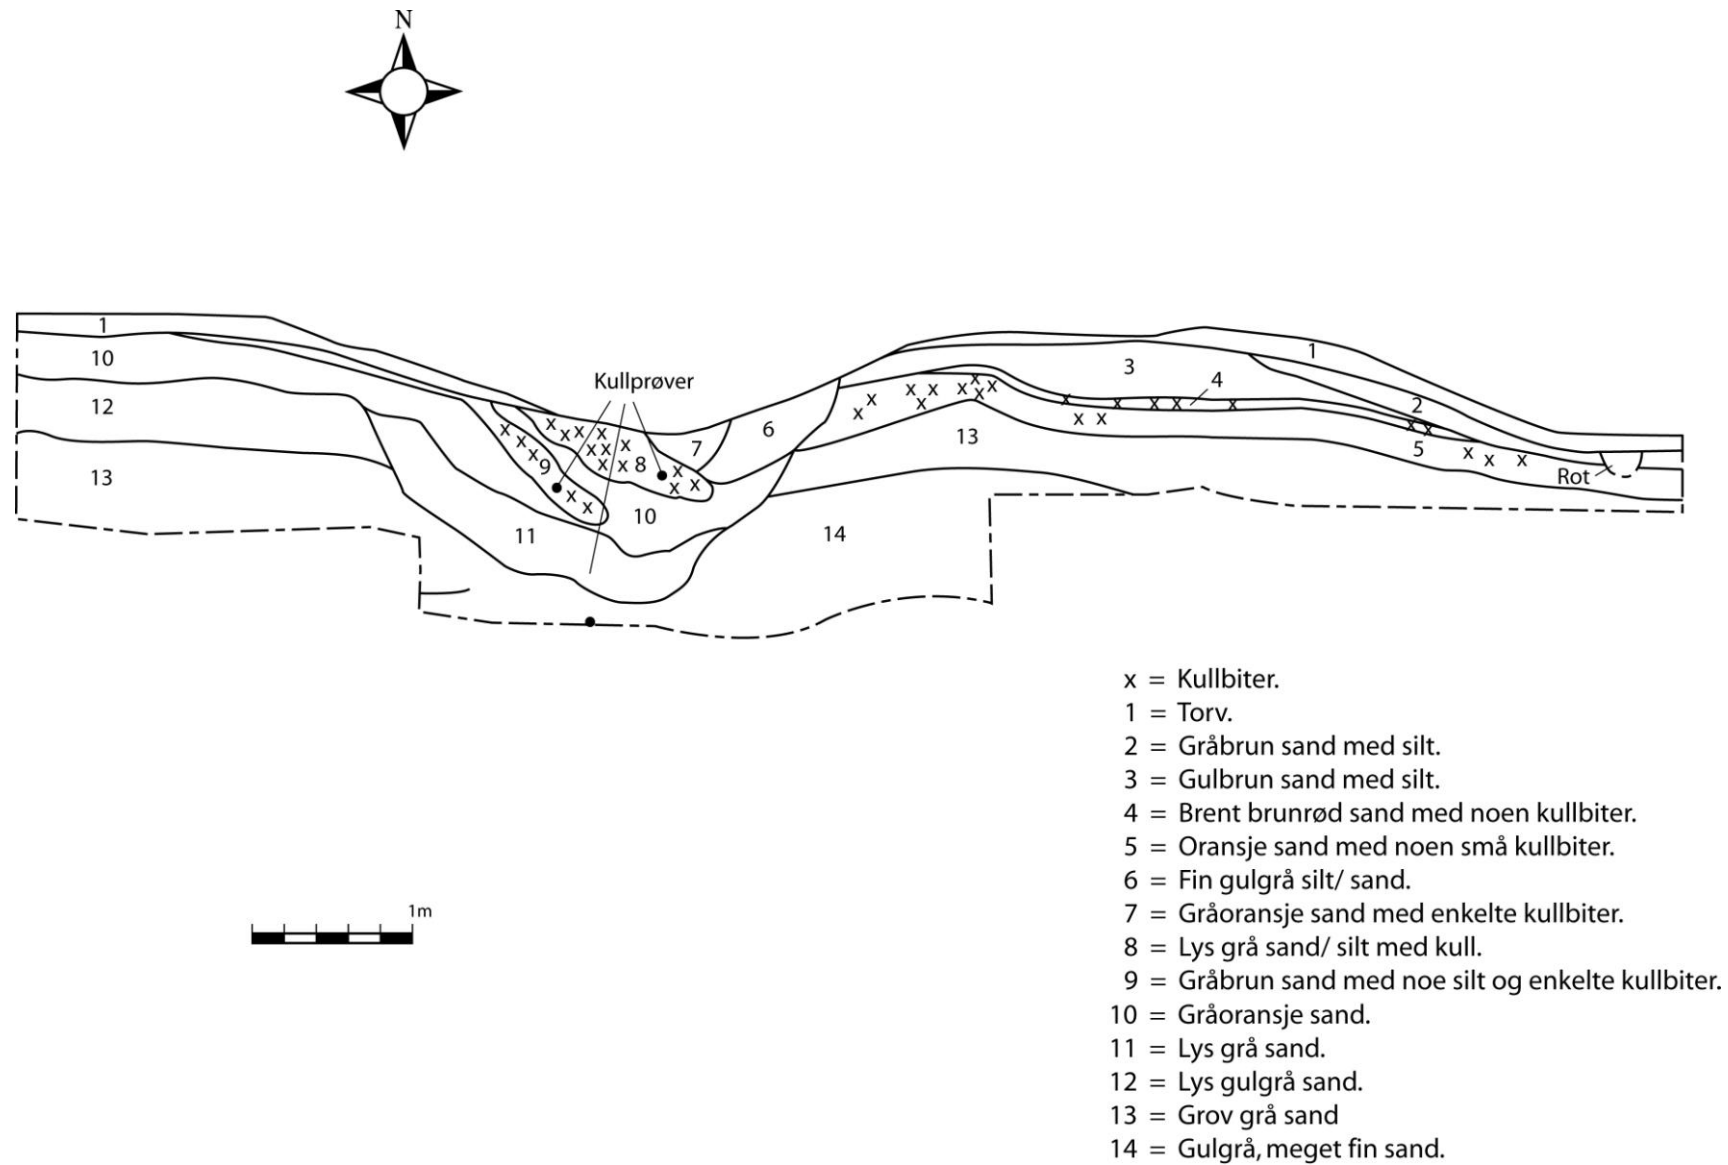 N
1
10
12
13
Kullprøver
9
8
7
6
10
11
14
13
3
4
1
2
5
Rot
1m
x = Kullbiter.
1 = Torv.
2 = Gråbrun sand med silt.
3 = Gulbrun sand med silt.
4 = Brent brunrød sand med noen kullbiter.
5 = Oransje sand med noen små kullbiter.
6 = Fin gulgrå silt/ sand.
7 = Gråoransje sand med enkelte kullbiter.
8 = Lys grå sand/ silt med kull.
9 = Gråbrun sand med noe silt og enkelte kullbiter.
10 = Gråoransje sand.
11 = Lys grå sand.
12 = Lys gulgrå sand.
13 = Grov grå sand
14 = Gulgrå, meget fin sand.